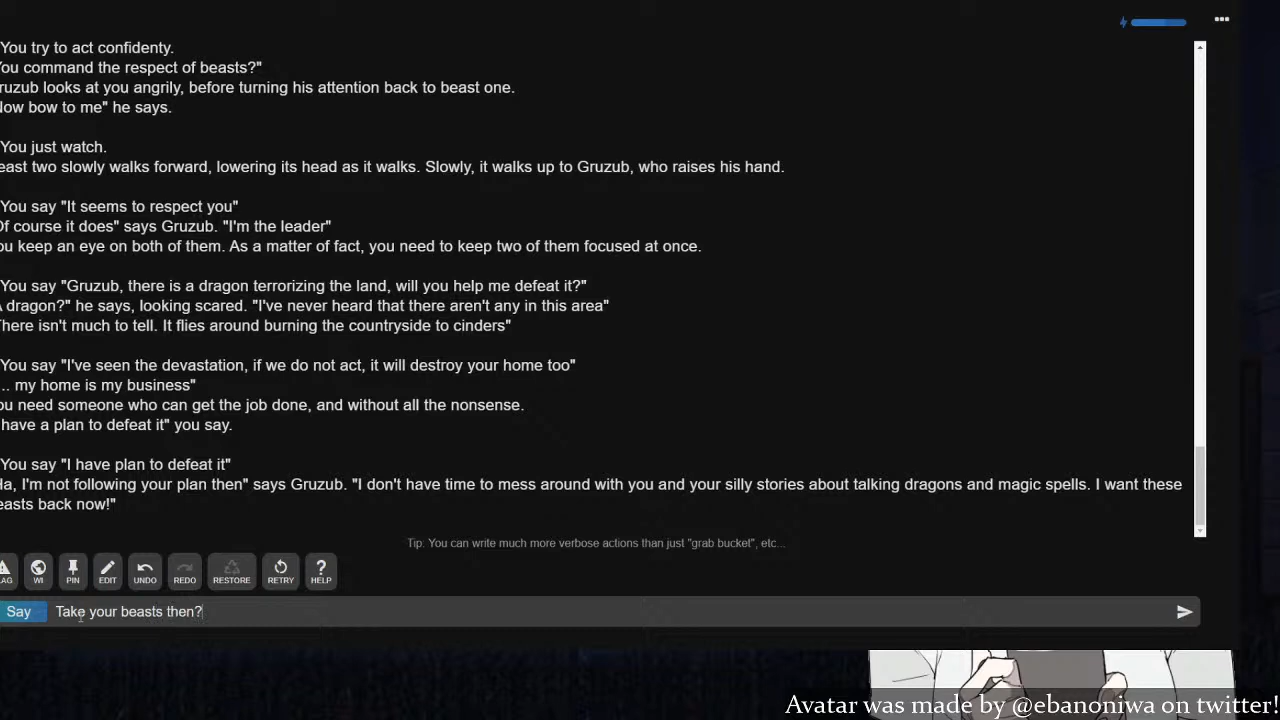 You try to act confidenty.
You command the respect of beasts?"
ruzub looks at you angrily, before turning his attention back to beast one.
Now bow to me" he says.
You just watch.
east two slowly walks forward, lowering its head as it walks. Slowly, it walks up to Gruzub, who raises his hand.
You say "It seems to respect you"
Of course it does" says Gruzub. "I'm the leader"
ou keep an eye on both of them. As a matter of fact, you need to keep two of them focused at once.
You say "Gruzub, there is a dragon terrorizing the land, will you help me defeat it?"
A dragon?" he says, looking scared. "I've never heard that there aren't any in this area"
There isn't much to tell. It flies around burning the countryside to cinders"
You say "I've seen the devastation, if we do not act, it will destroy your home too"
.. my home is my business"
ou need someone who can get the job done, and without all the nonsense.
have a plan to defeat it" you say.
You say "I have plan to defeat it"
Ha, I'm not following your plan then" says Gruzub. "I don't have time to mess around with you and your silly stories about talking dragons and magic spells. I want these
easts back now!"
Tip: You can write much more verbose actions than just "grab bucket", etc...
LAG WI PIN EDIT UNDO REDO RESTORE RETRY HELP
Say Take your beasts then?
Avatar was made by @ebanoniwa on twitter!